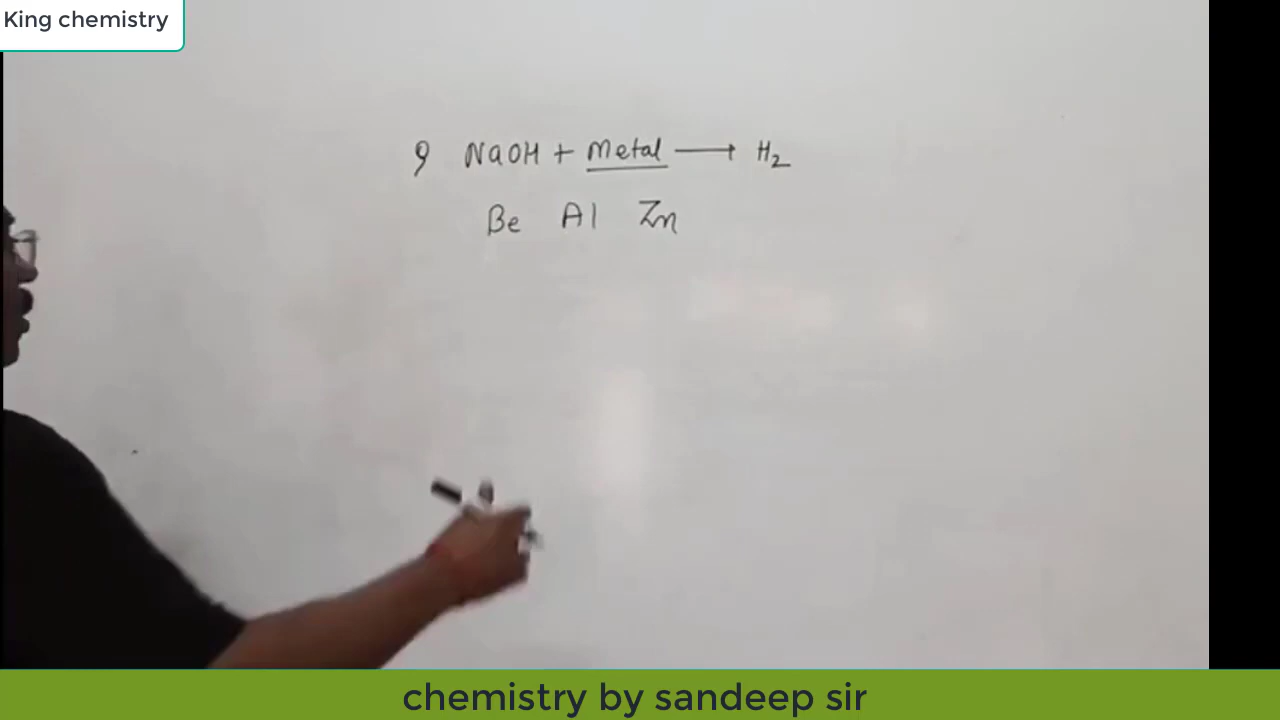 King chemistry
9 NaOH + Metal ⟶ H₂
Be Al Zn
chemistry by sandeep sir